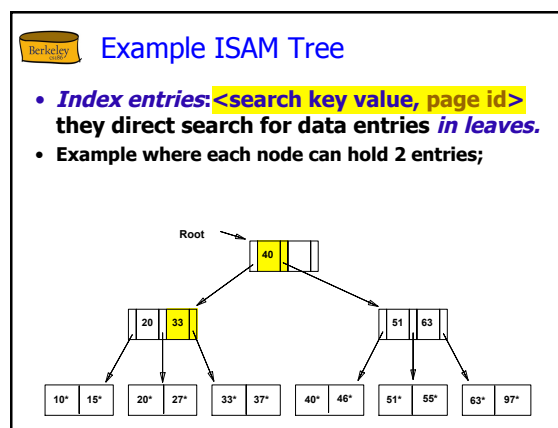 Berkeley
cs186
Example ISAM Tree
• Index entries:<search key value, page id>
they direct search for data entries in leaves.
• Example where each node can hold 2 entries;
Root
40
20 33 51 63
10* 15* 20* 27* 33* 37* 40* 46* 51* 55* 63* 97*